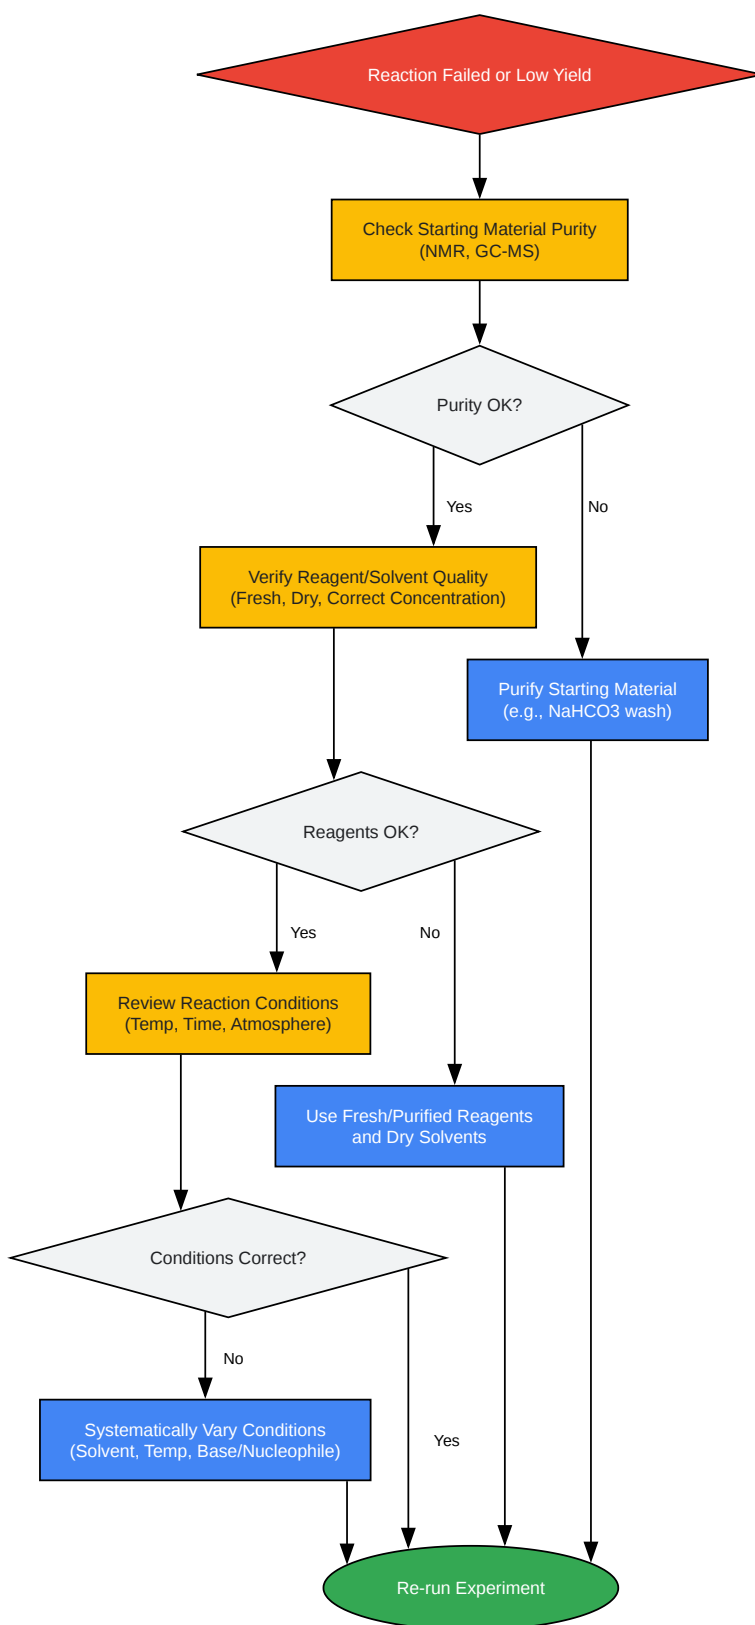 Reaction Failed or Low Yield
Check Starting Material Purity
(NMR, GC-MS)
Purity OK?
Yes
No
Verify Reagent/Solvent Quality
(Fresh, Dry, Correct Concentration)
Purify Starting Material
(e.g., NaHCO3 wash)
Reagents OK?
Yes
No
Review Reaction Conditions
(Temp, Time, Atmosphere)
Use Fresh/Purified Reagents
and Dry Solvents
Conditions Correct?
No
Systematically Vary Conditions
(Solvent, Temp, Base/Nucleophile)
Yes
Re-run Experiment